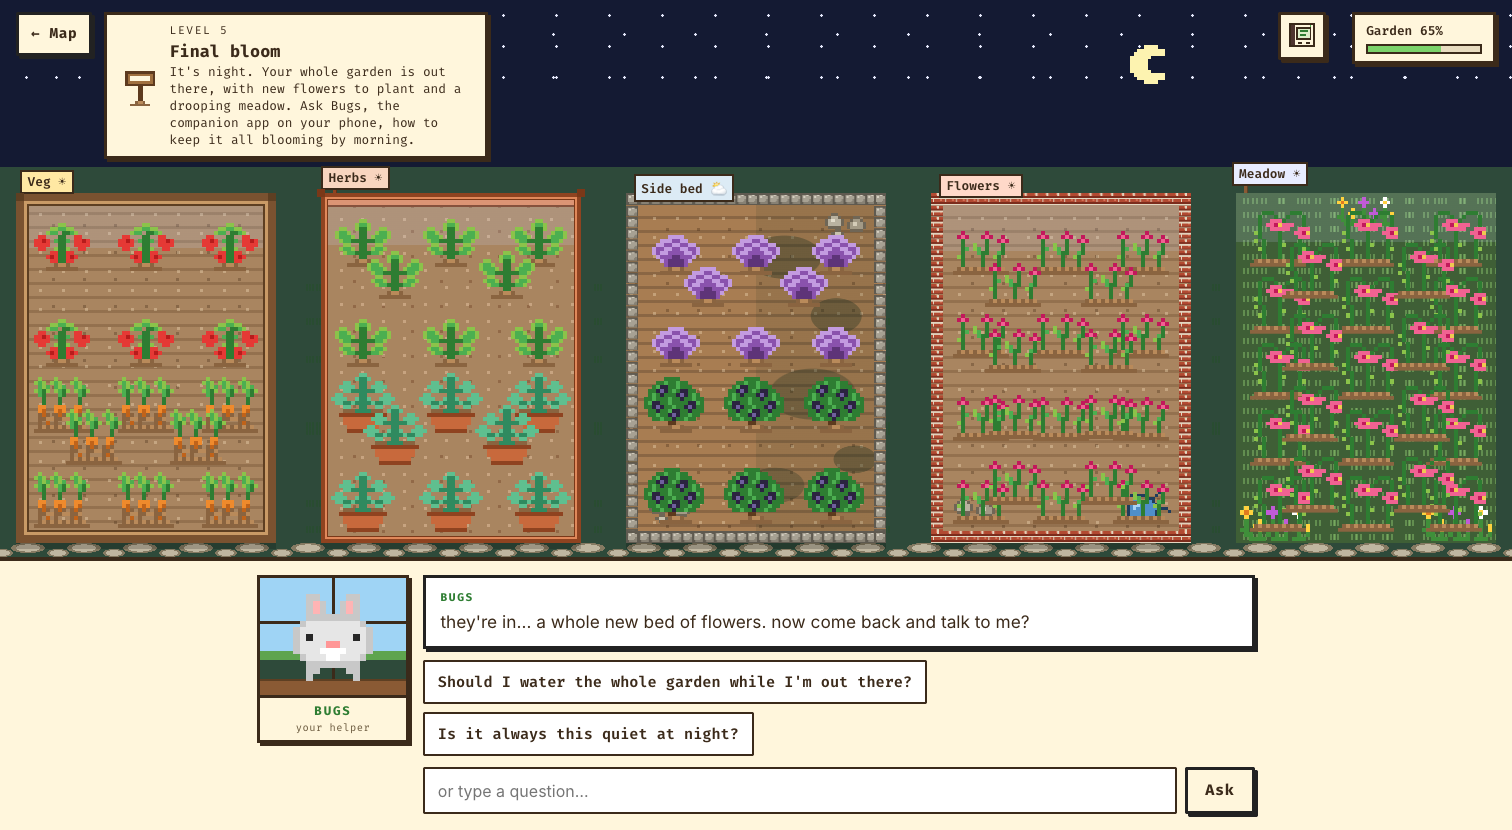 ← Map
LEVEL 5
Final bloom
It's night. Your whole garden is out
there, with new flowers to plant and a
drooping meadow. Ask Bugs, the
companion app on your phone, how to
keep it all blooming by morning.
Garden 65%
Veg ☀
Herbs ☀
Side bed ⛅
Flowers ☀
Meadow ☀
BUGS
your helper
BUGS
they're in... a whole new bed of flowers. now come back and talk to me?
Should I water the whole garden while I'm out there?
Is it always this quiet at night?
or type a question...
Ask